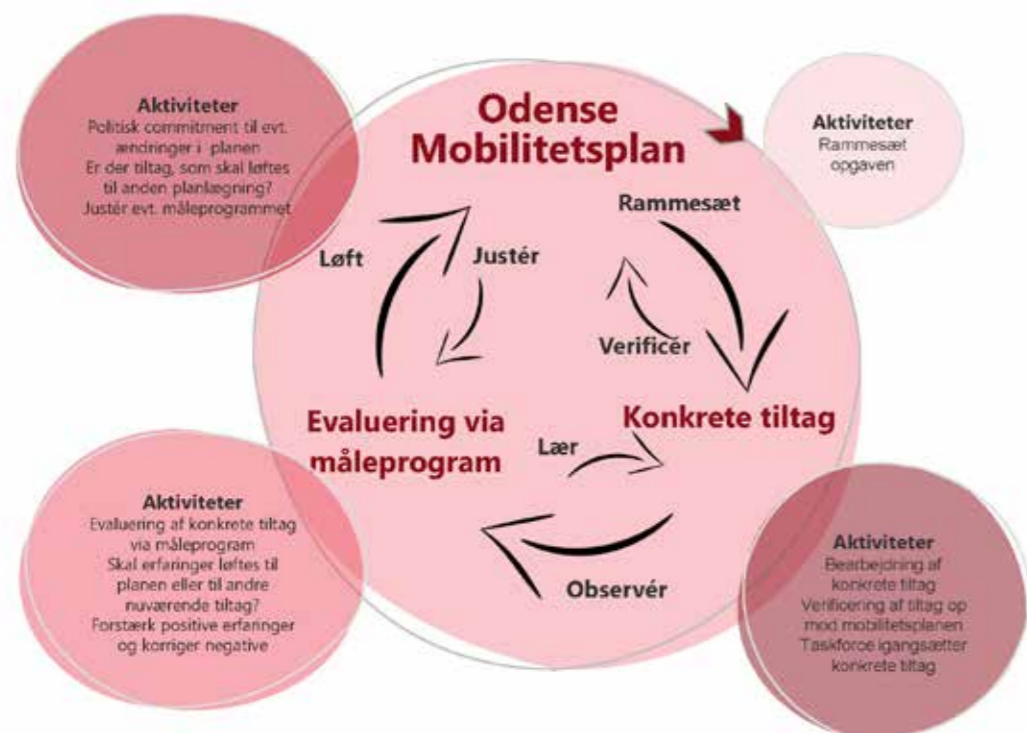 Odense
Mobilitetsplan
Aktiviteter
Politisk commitment til evt.
ændringer i planen
Er der tiltag, som skal løftes
til anden planlægning?
Justér evt. måleprogrammet
Aktiviteter
Rammesæt
opgaven
Rammesæt
Løft
Justér
Verificér
Evaluering via
måleprogram
Konkrete tiltag
Lær
Observér
Aktiviteter
Evaluering af konkrete tiltag
via måleprogram
Skal erfaringer løftes til
planen eller til andre
nuværende tiltag?
Forstærk positive erfaringer
og korriger negative
Aktiviteter
Bearbejdning af
konkrete tiltag
Verificering af tiltag op
mod mobilitetsplanen
Taskforce igangsætter
konkrete tiltag